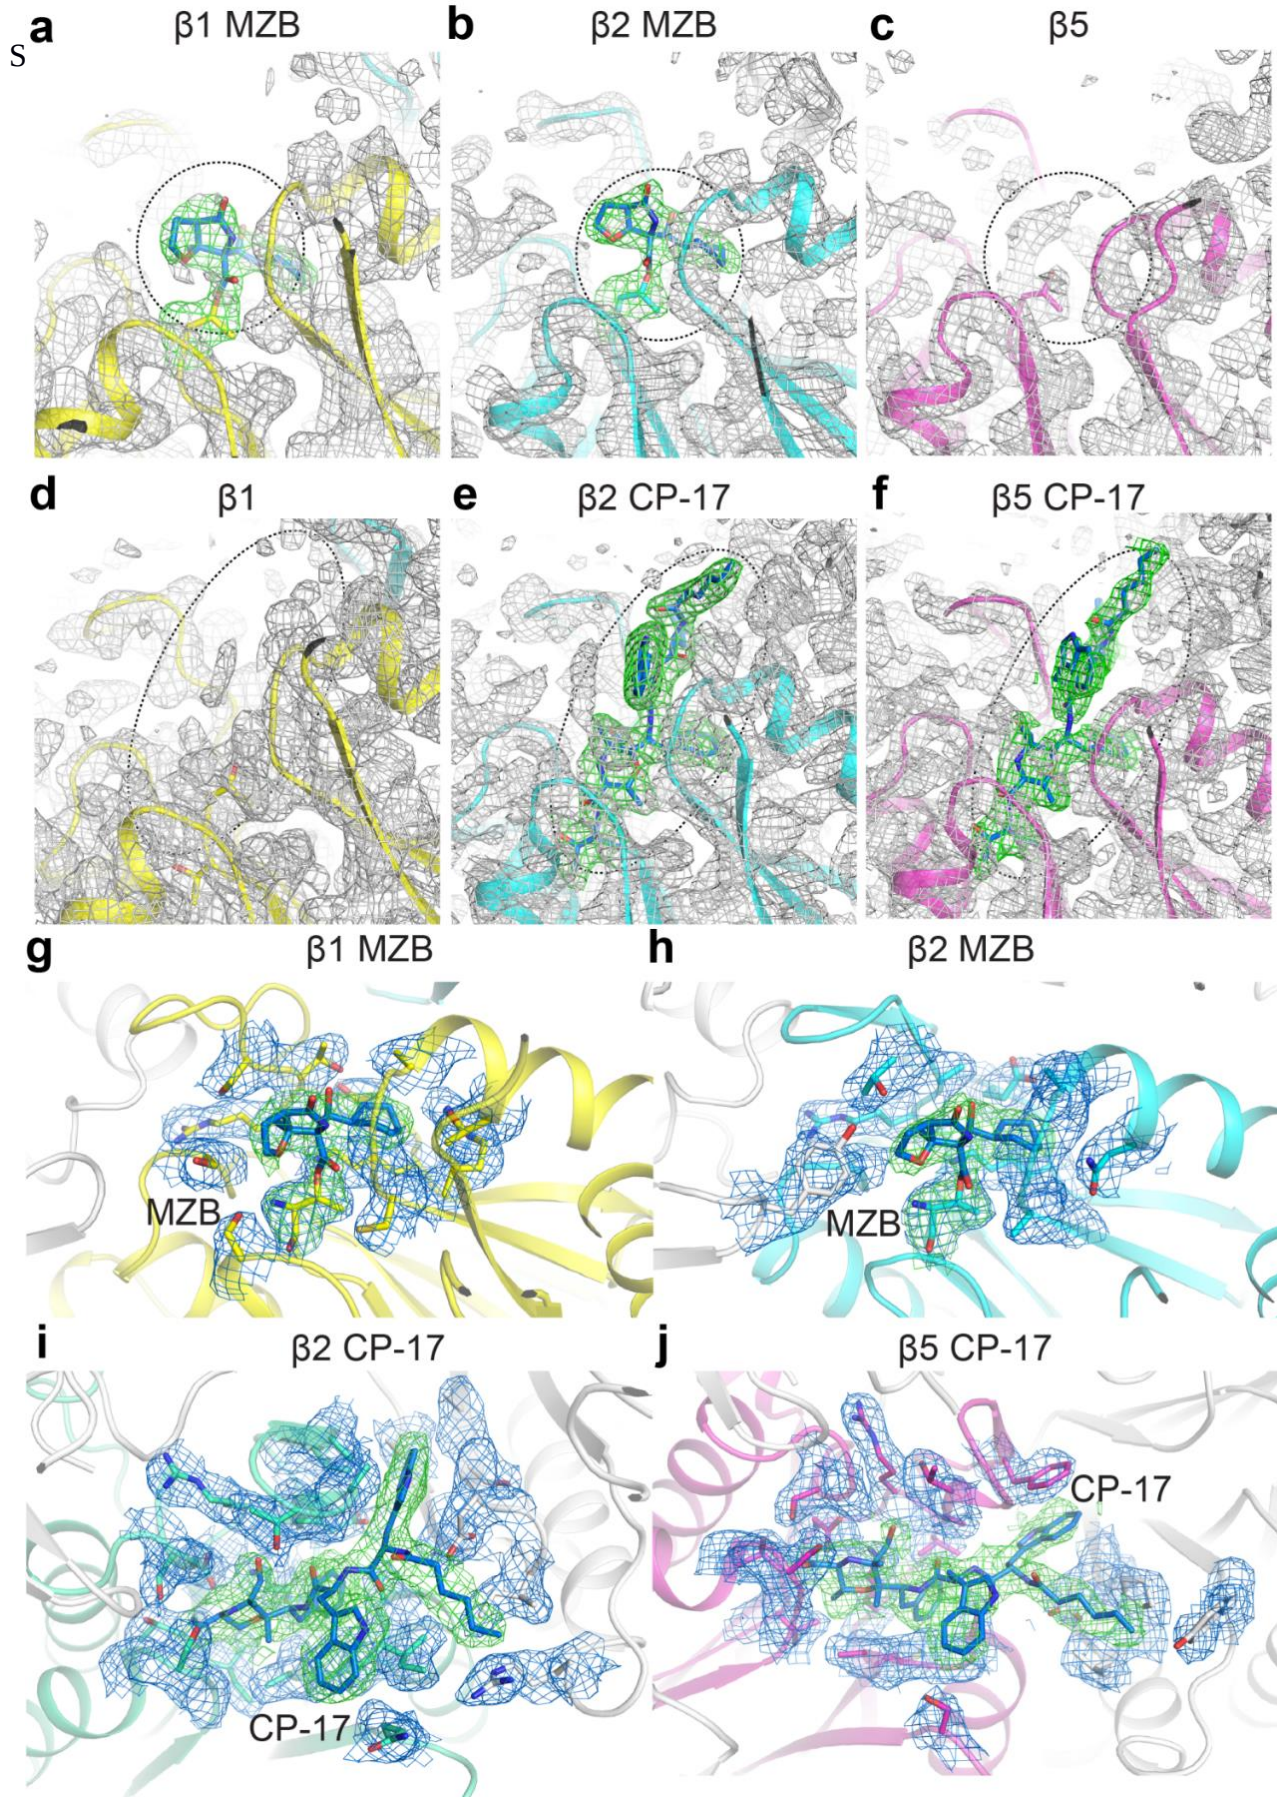 a β1 MZB b β2 MZB c β5
S
d β1 e β2 CP-17 f β5 CP-17
g β1 MZB h β2 MZB
MZB MZB
i β2 CP-17 j β5 CP-17
CP-17
CP-17